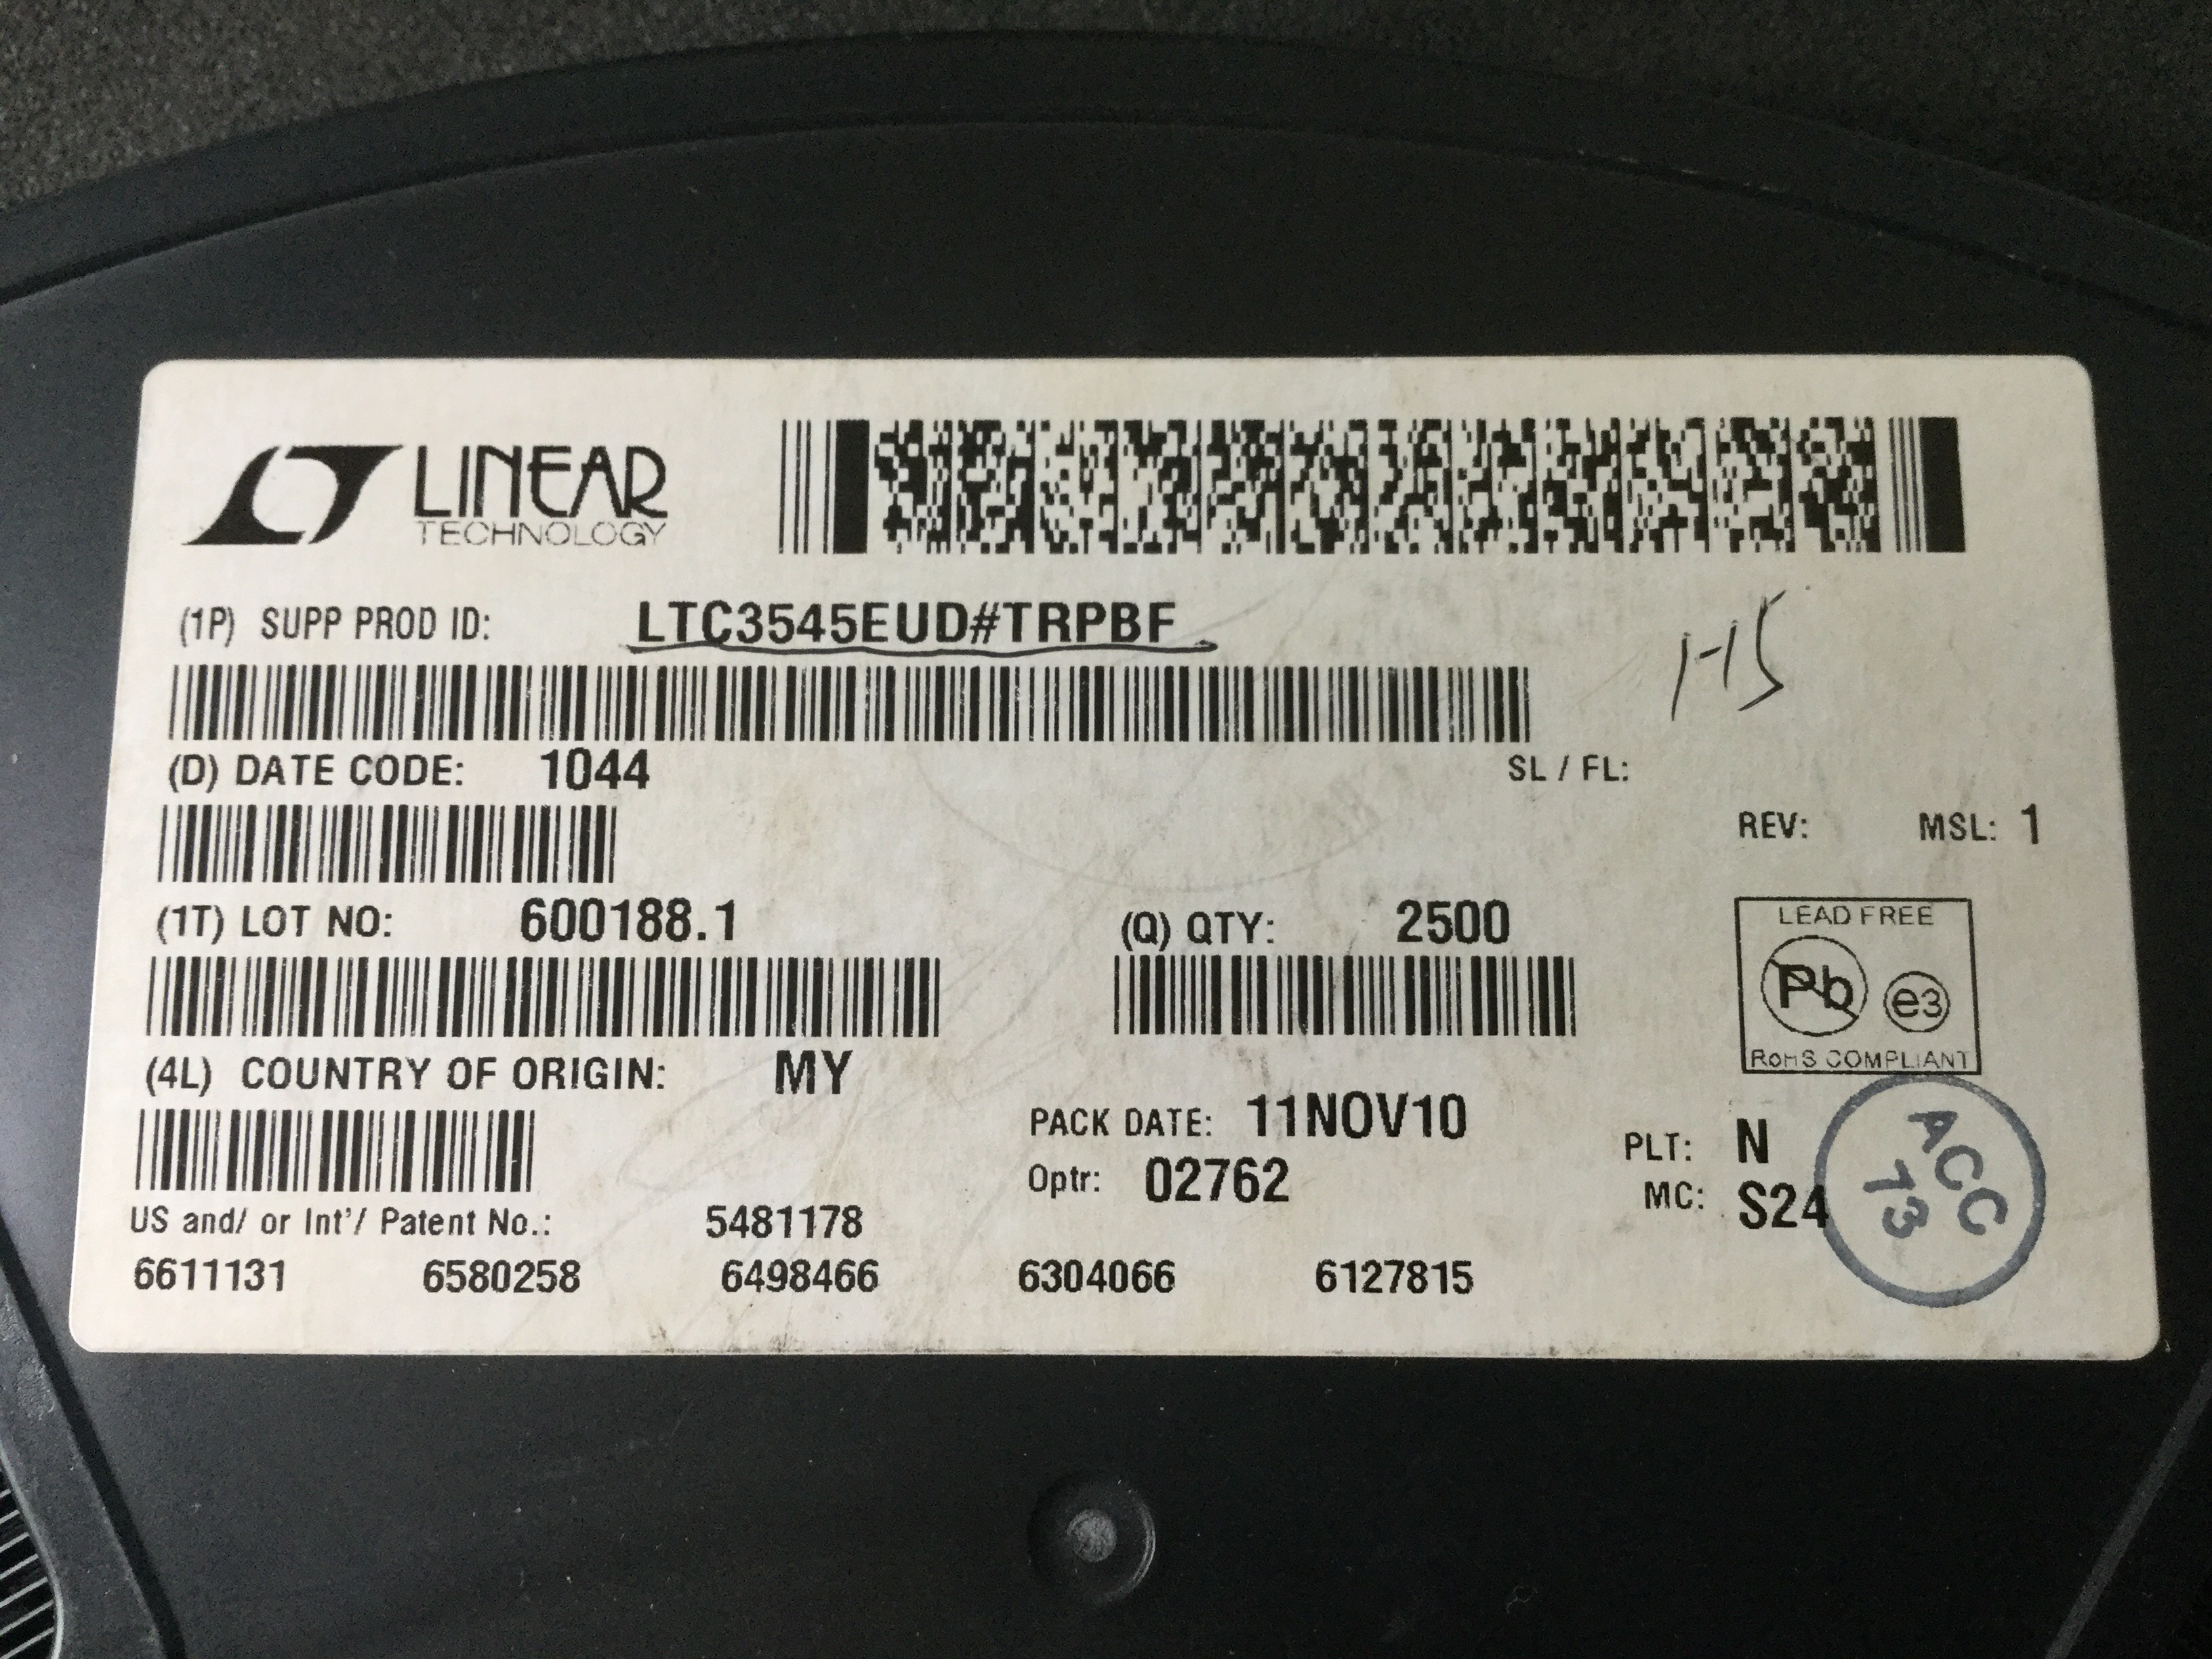 LINEAR
TECHNOLOGY
(1P) SUPP PROD ID: LTC3545EUD#TRPBF
1-15
(D) DATE CODE: 1044
SL / FL:
REV: MSL: 1
(1T) LOT NO: 600188.1
(Q) QTY: 2500
LEAD FREE
Pb e3
RoHS COMPLIANT
(4L) COUNTRY OF ORIGIN: MY
PACK DATE: 11NOV10
Optr: 02762
PLT: N
MC: S24
ACC
13
US and/ or Int'/ Patent No.: 5481178
6611131 6580258 6498466 6304066 6127815